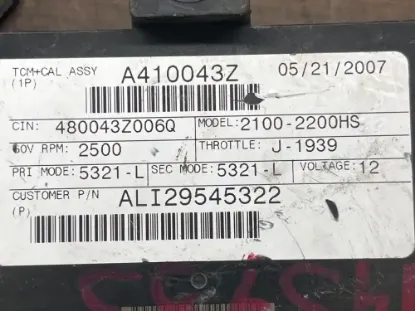 TCM+CAL ASSY A410043Z 05/21/2007
(1P)
CIN: 480043Z006Q MODEL: 2100-2200HS
GOV RPM: 2500 THROTTLE: J-1939
PRI MODE: 5321-L SEC MODE: 5321-L VOLTAGE: 12
CUSTOMER P/N ALI29545322
(P)